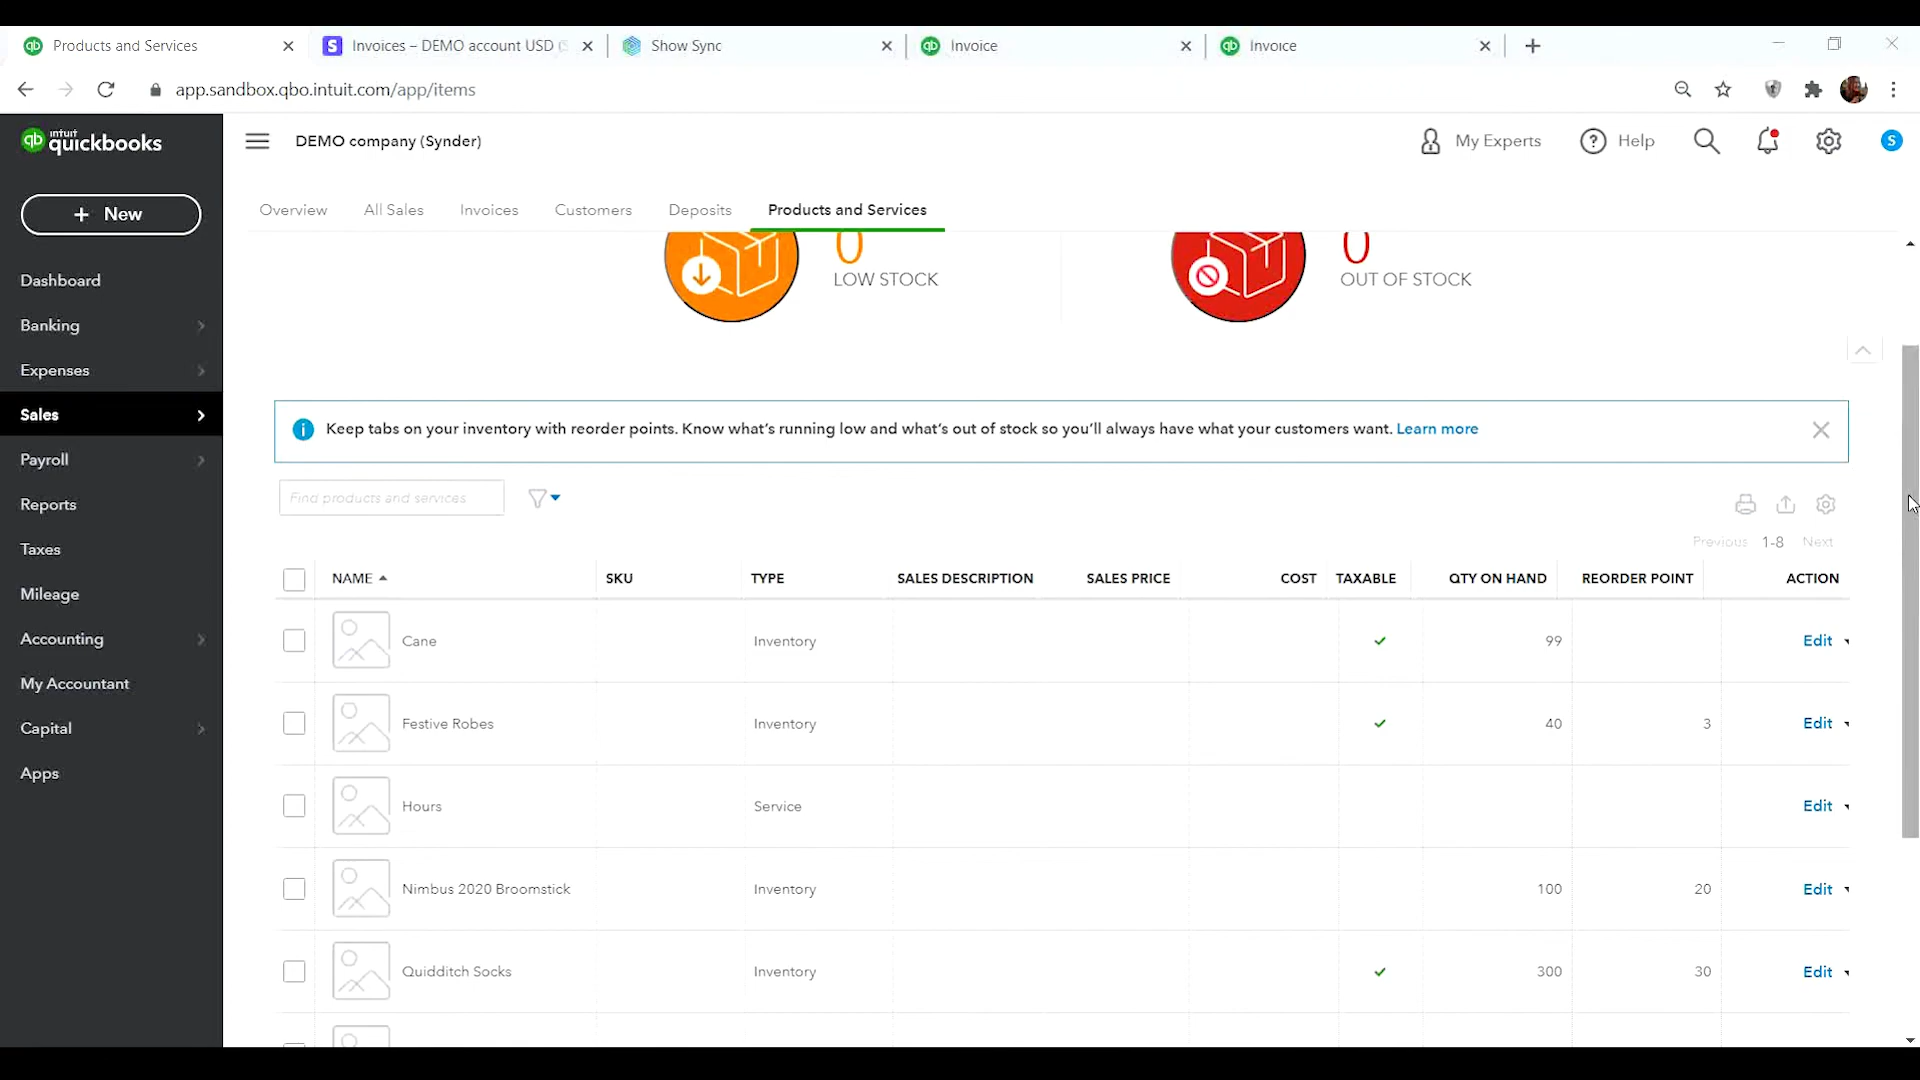 Products and Services
Invoices – DEMO account USD
Show Sync
Invoice
Invoice
app.sandbox.qbo.intuit.com/app/items
intuit quickbooks
DEMO company (Synder)
My Experts
Help
S
+ New
Overview
All Sales
Invoices
Customers
Deposits
Products and Services
0
LOW STOCK
0
OUT OF STOCK
Dashboard
Banking
Expenses
Sales
Payroll
Reports
Taxes
Mileage
Accounting
My Accountant
Capital
Apps
Keep tabs on your inventory with reorder points. Know what's running low and what's out of stock so you'll always have what your customers want. Learn more
Find products and services
Previous 1-8 Next
NAME SKU TYPE SALES DESCRIPTION SALES PRICE COST TAXABLE QTY ON HAND REORDER POINT ACTION
Cane Inventory 99 Edit
Festive Robes Inventory 40 3 Edit
Hours Service Edit
Nimbus 2020 Broomstick Inventory 100 20 Edit
Quidditch Socks Inventory 300 30 Edit